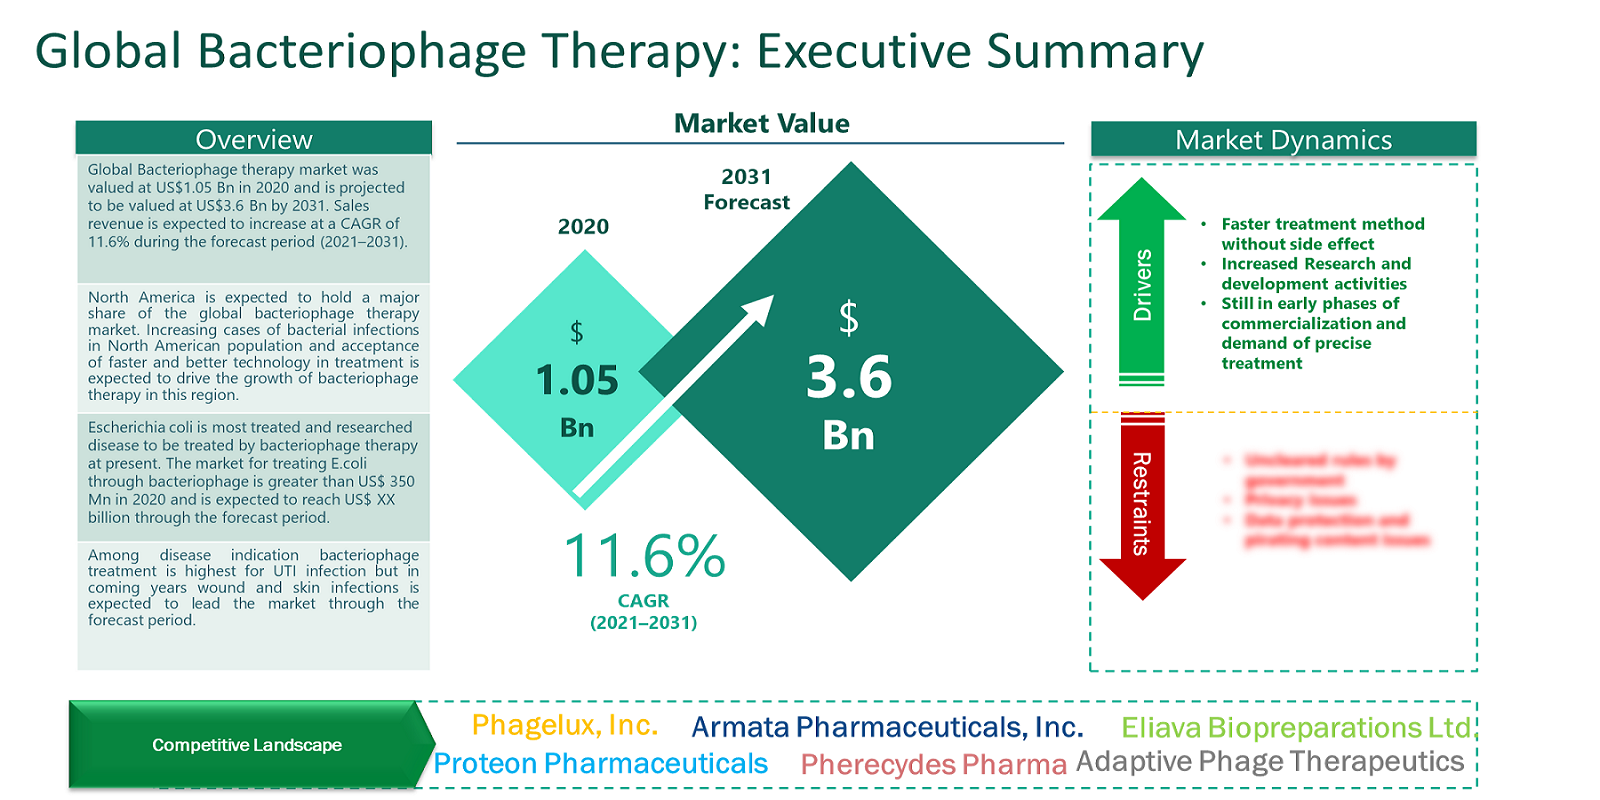 Global Bacteriophage Therapy: Executive Summary
Overview
Global Bacteriophage therapy market was
valued at US$1.05 Bn in 2020 and is projected
to be valued at US$3.6 Bn by 2031. Sales
revenue is expected to increase at a CAGR of
11.6% during the forecast period (2021–2031).
North America is expected to hold a major
share of the global bacteriophage therapy
market. Increasing cases of bacterial infections
in North American population and acceptance
of faster and better technology in treatment is
expected to drive the growth of bacteriophage
therapy in this region.
Escherichia coli is most treated and researched
disease to be treated by bacteriophage therapy
at present. The market for treating E.coli
through bacteriophage is greater than US$ 350
Mn in 2020 and is expected to reach US$ XX
billion through the forecast period.
Among disease indication bacteriophage
treatment is highest for UTI infection but in
coming years wound and skin infections is
expected to lead the market through the
forecast period.
Market Value
2020
$
1.05
Bn
2031
Forecast
$
3.6
Bn
11.6%
CAGR
(2021–2031)
Market Dynamics
Drivers
• Faster treatment method
without side effect
• Increased Research and
development activities
• Still in early phases of
commercialization and
demand of precise
treatment
Restraints
Competitive Landscape
Phagelux, Inc.
Armata Pharmaceuticals, Inc.
Eliava Biopreparations Ltd.
Proteon Pharmaceuticals
Pherecydes Pharma
Adaptive Phage Therapeutics